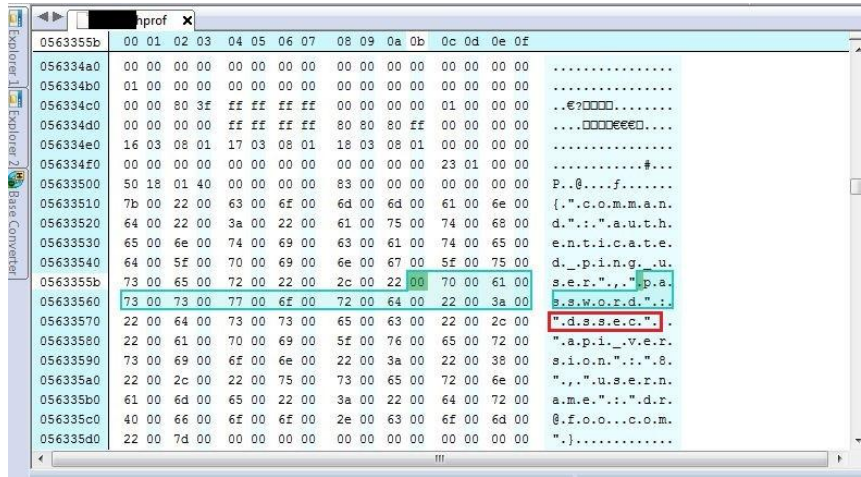 hprof x
Explorer 1
Explorer 2
Base Converter
0563355b 00 01 02 03 04 05 06 07 08 09 0a 0b 0c 0d 0e 0f
056334a0 00 00 00 00 00 00 00 00 00 00 00 00 00 00 00 00 ................
056334b0 01 00 00 00 00 00 00 00 00 00 00 00 00 00 00 00 ................
056334c0 00 00 80 3f ff ff ff ff 00 00 00 00 01 00 00 00 ..€?□□□□........
056334d0 00 00 00 00 ff ff ff ff 80 80 80 ff 00 00 00 00 ....□□□□€€€□....
056334e0 16 03 08 01 17 03 08 01 18 03 08 01 00 00 00 00 ................
056334f0 00 00 00 00 00 00 00 00 00 00 00 00 23 01 00 00 ............#...
05633500 50 18 01 40 00 00 00 00 83 00 00 00 00 00 00 00 P..@....ƒ.......
05633510 7b 00 22 00 63 00 6f 00 6d 00 6d 00 61 00 6e 00 {.".c.o.m.m.a.n.
05633520 64 00 22 00 3a 00 22 00 61 00 75 00 74 00 68 00 d.".:.".a.u.t.h.
05633530 65 00 6e 00 74 00 69 00 63 00 61 00 74 00 65 00 e.n.t.i.c.a.t.e.
05633540 64 00 5f 00 70 00 69 00 6e 00 67 00 5f 00 75 00 d._.p.i.n.g._.u.
0563355b 73 00 65 00 72 00 22 00 2c 00 22 00 70 00 61 00 s.e.r.".,.".p.a.
05633560 73 00 73 00 77 00 6f 00 72 00 64 00 22 00 3a 00 s.s.w.o.r.d.".:.
05633570 22 00 64 00 73 00 73 00 65 00 63 00 22 00 2c 00 ".d.s.s.e.c.".,.
05633580 22 00 61 00 70 00 69 00 5f 00 76 00 65 00 72 00 ".a.p.i._.v.e.r.
05633590 73 00 69 00 6f 00 6e 00 22 00 3a 00 22 00 38 00 s.i.o.n.".:.".8.
056335a0 22 00 2c 00 22 00 75 00 73 00 65 00 72 00 6e 00 ".,.".u.s.e.r.n.
056335b0 61 00 6d 00 65 00 22 00 3a 00 22 00 64 00 72 00 a.m.e.".:.".d.r.
056335c0 40 00 66 00 6f 00 6f 00 2e 00 63 00 6f 00 6d 00 @.f.o.o...c.o.m.
056335d0 22 00 7d 00 00 00 00 00 00 00 00 00 00 00 00 00 ".}.............